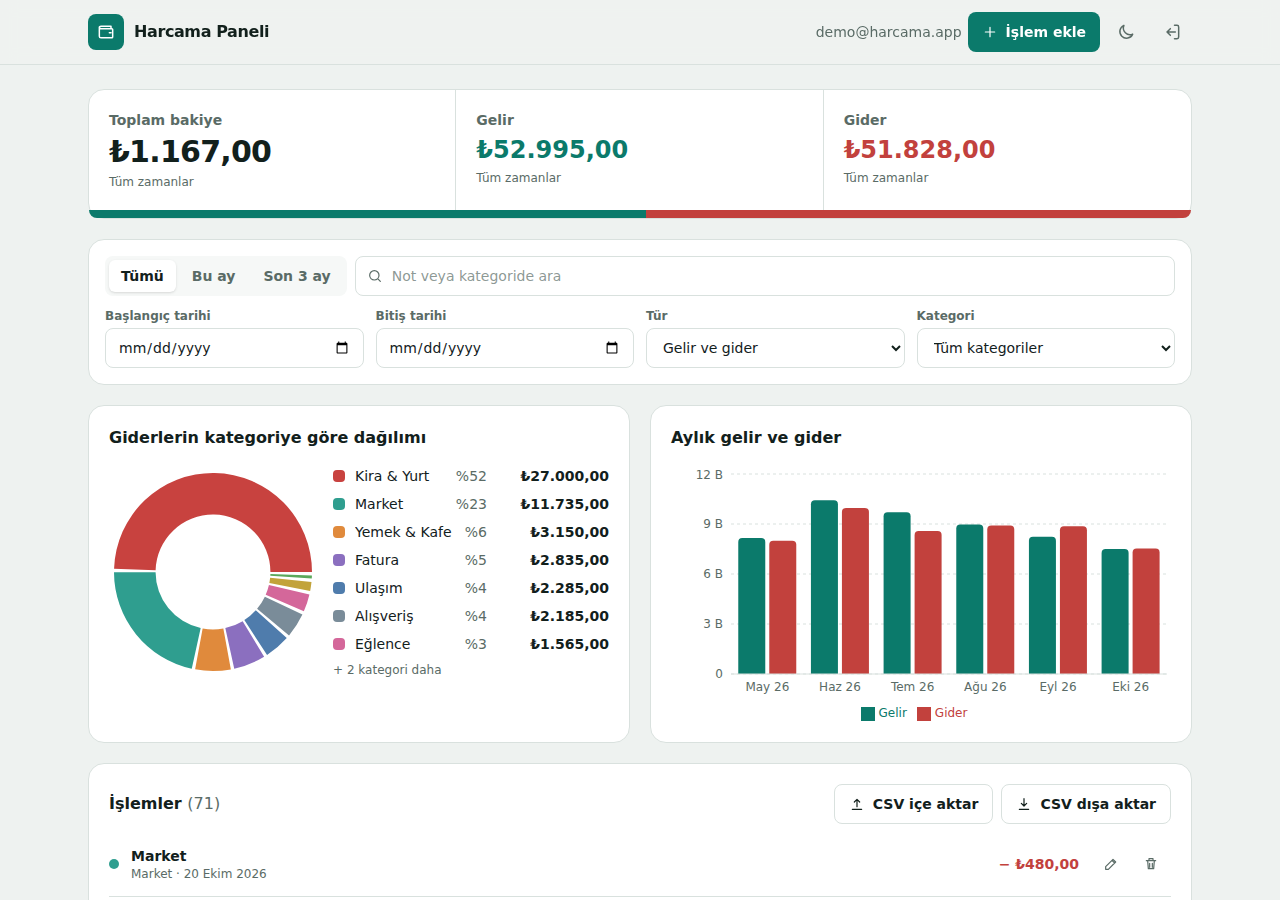 Harcama Paneli
demo@harcama.app
İşlem ekle
Toplam bakiye
₺1.167,00
Tüm zamanlar
Gelir
₺52.995,00
Tüm zamanlar
Gider
₺51.828,00
Tüm zamanlar
Tümü Bu ay Son 3 ay
Not veya kategoride ara
Başlangıç tarihi
mm/dd/yyyy
Bitiş tarihi
mm/dd/yyyy
Tür
Gelir ve gider
Kategori
Tüm kategoriler
Giderlerin kategoriye göre dağılımı
Kira & Yurt %52 ₺27.000,00
Market %23 ₺11.735,00
Yemek & Kafe %6 ₺3.150,00
Fatura %5 ₺2.835,00
Ulaşım %4 ₺2.285,00
Alışveriş %4 ₺2.185,00
Eğlence %3 ₺1.565,00
+ 2 kategori daha
Aylık gelir ve gider
12 B
9 B
6 B
3 B
0
May 26 Haz 26 Tem 26 Ağu 26 Eyl 26 Eki 26
Gelir Gider
İşlemler (71)
CSV içe aktar
CSV dışa aktar
Market
Market · 20 Ekim 2026
− ₺480,00